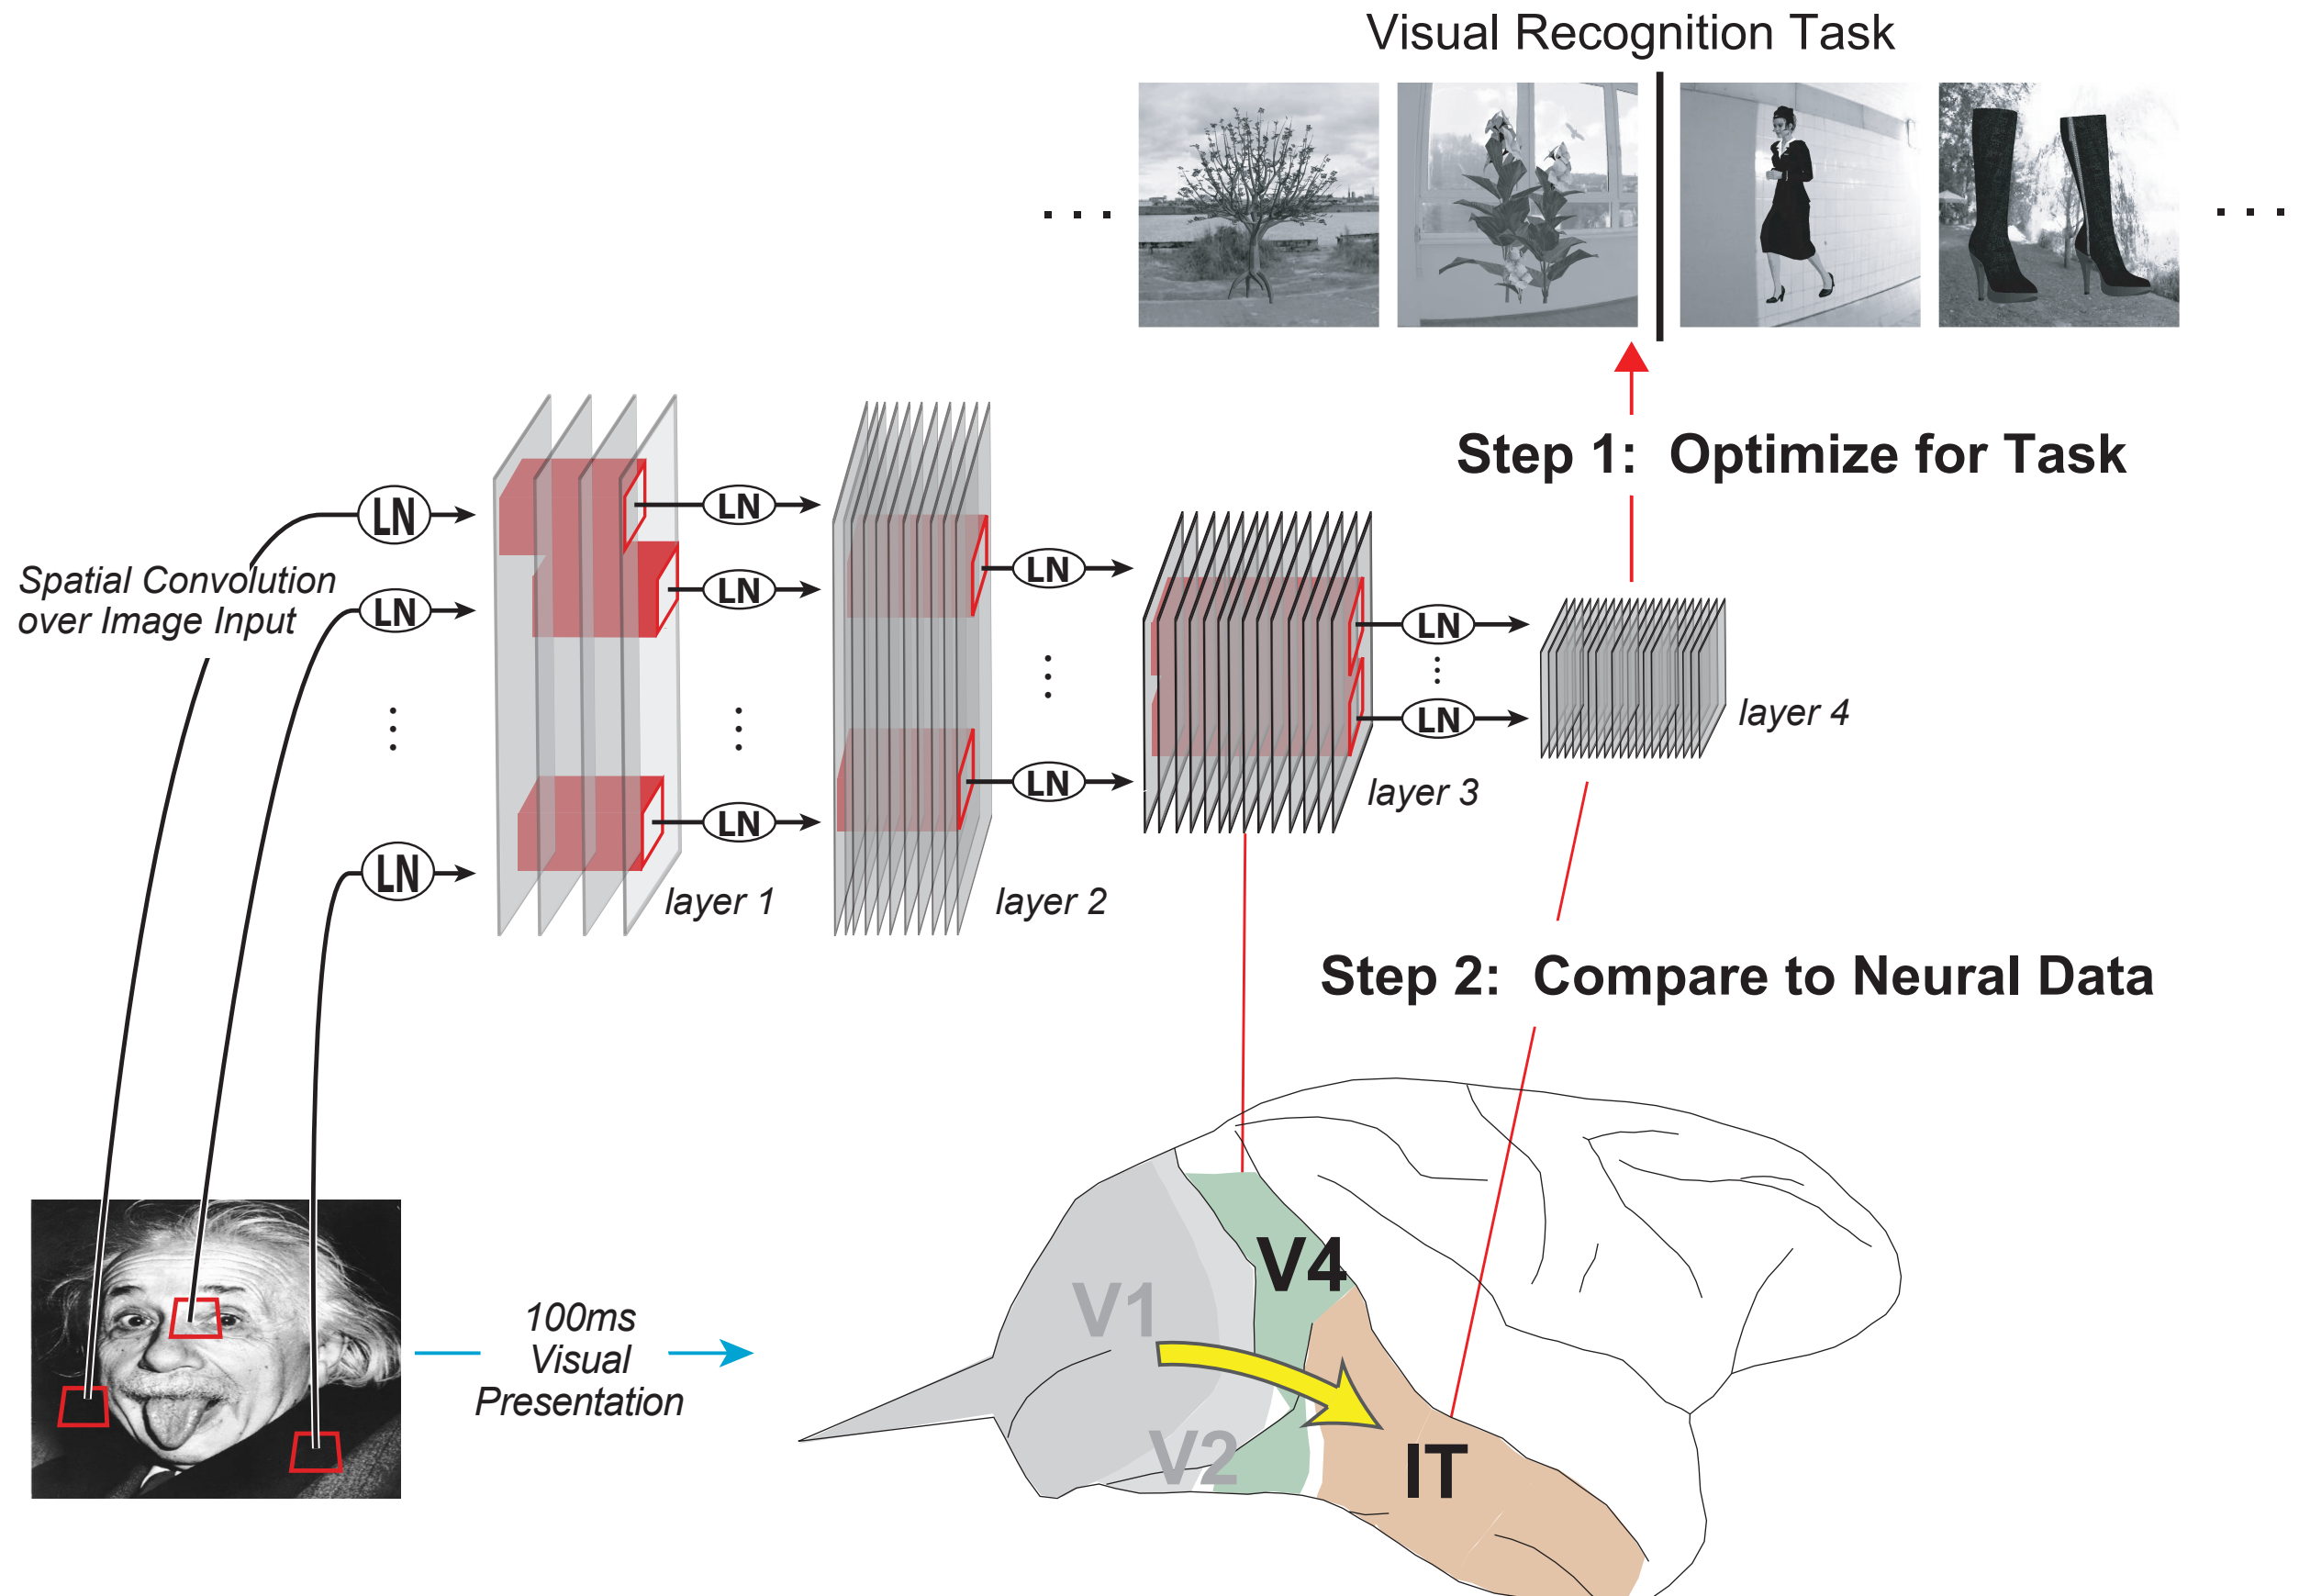 Visual Recognition Task
. . .
. . .
Step 1: Optimize for Task
Spatial Convolution
over Image Input
LN
LN
LN
LN
LN
LN
LN
LN
LN
LN
layer 1
layer 2
layer 3
layer 4
Step 2: Compare to Neural Data
100ms
Visual
Presentation
V1
V2
V4
IT